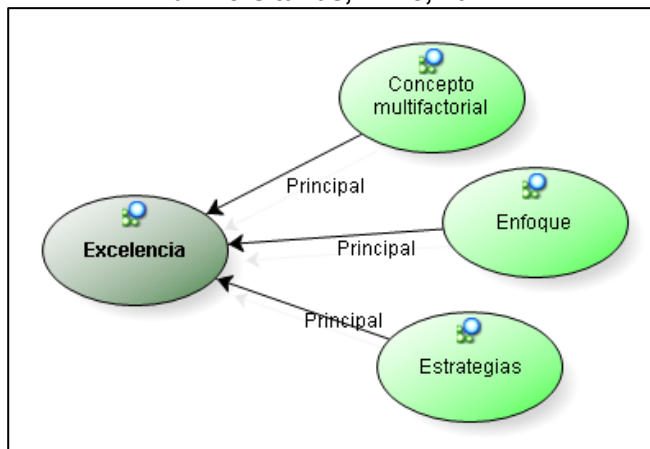 Concepto
multifactorial
Principal
Enfoque
Excelencia
Principal
Principal
Estrategias